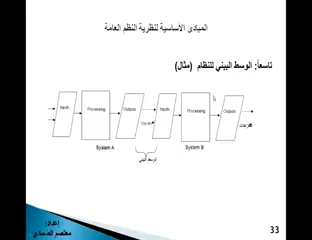 المبادئ الأساسية لنظرية النظم العامة
تاسعاً: الوسط البيني للنظام (مثال)
Inputs
Processing
Outputs
Inputs
Processing
Outputs
System A
System B
الوسط البيني
إعداد:
معتصم الصمادي
33